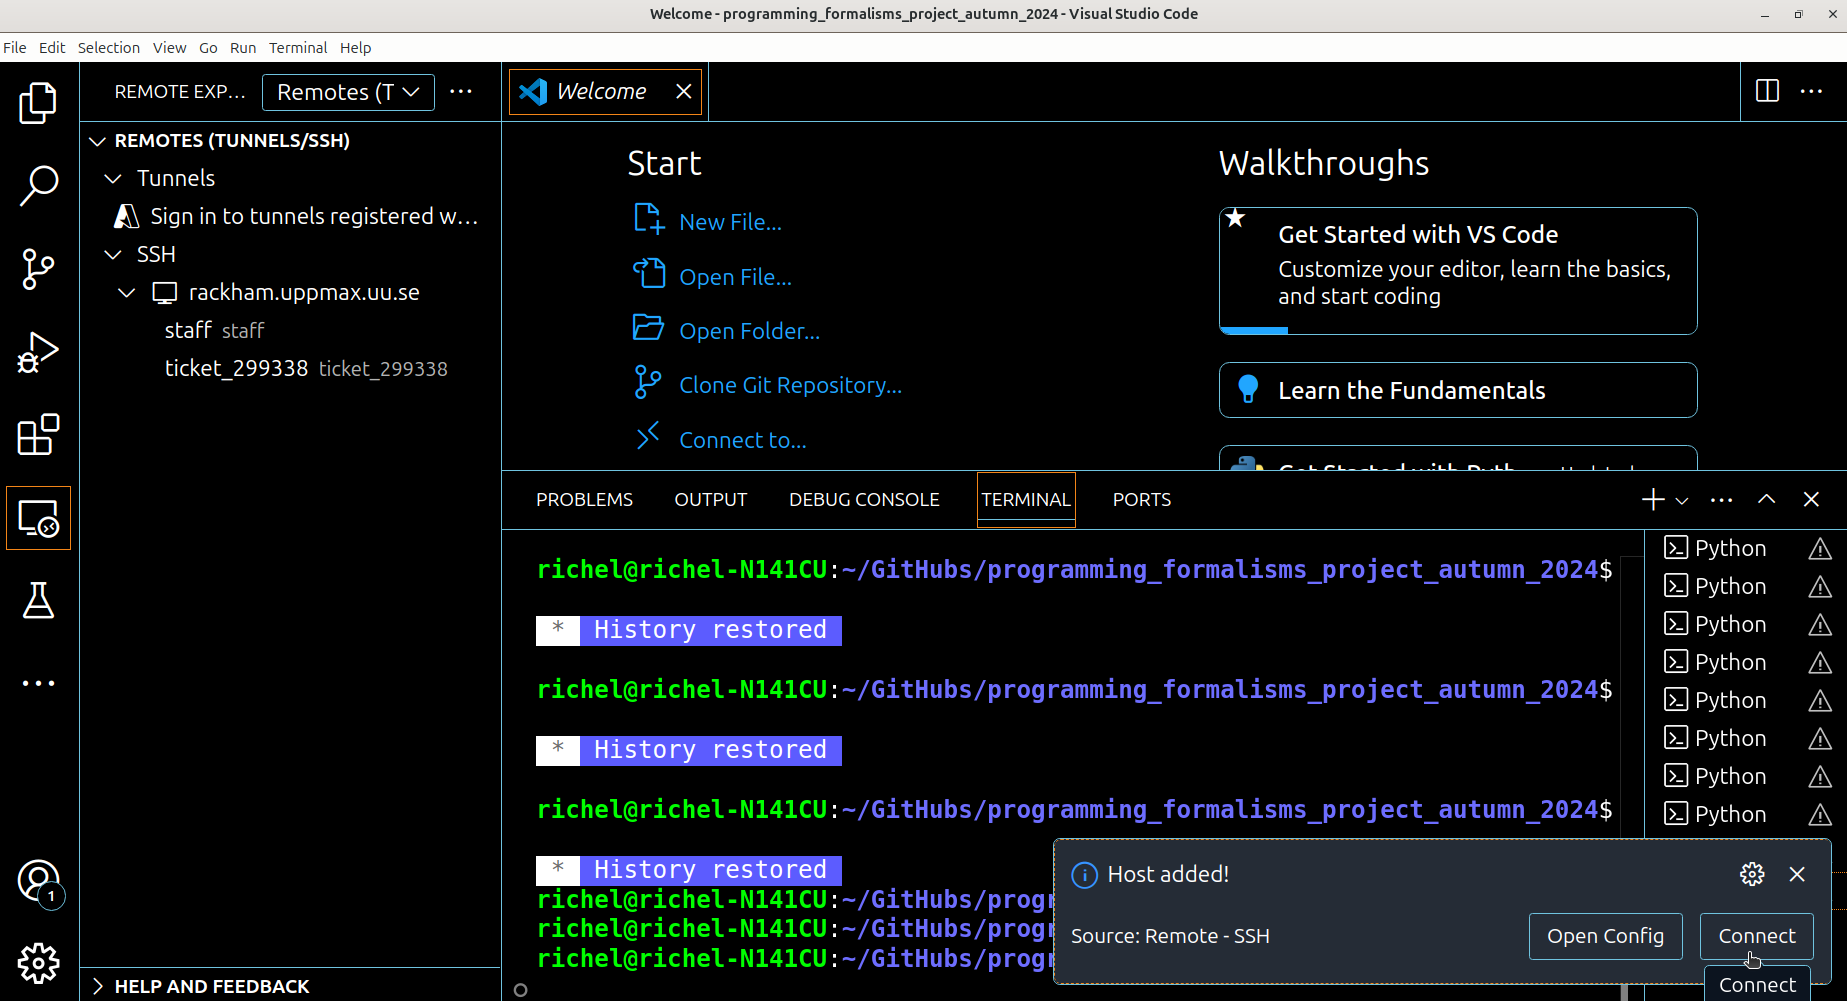 Welcome - programming_formalisms_project_autumn_2024 - Visual Studio Code
File Edit Selection View Go Run Terminal Help
REMOTE EXP... Remotes (T ...
Welcome
REMOTES (TUNNELS/SSH)
Tunnels
Sign in to tunnels registered w...
SSH
rackham.uppmax.uu.se
staff staff
ticket_299338 ticket_299338
HELP AND FEEDBACK
1
Start
New File...
Open File...
Open Folder...
Clone Git Repository...
Connect to...
Walkthroughs
Get Started with VS Code
Customize your editor, learn the basics,
and start coding
Learn the Fundamentals
Get Started with
PROBLEMS OUTPUT DEBUG CONSOLE TERMINAL PORTS
richel@richel-N141CU:~/GitHubs/programming_formalisms_project_autumn_2024$
* History restored
richel@richel-N141CU:~/GitHubs/programming_formalisms_project_autumn_2024$
* History restored
richel@richel-N141CU:~/GitHubs/programming_formalisms_project_autumn_2024$
* History restored
richel@richel-N141CU:~/GitHubs/progr
richel@richel-N141CU:~/GitHubs/progr
richel@richel-N141CU:~/GitHubs/progr
Python
Python
Python
Python
Python
Python
Python
Python
Host added!
Source: Remote - SSH
Open Config
Connect
Connect